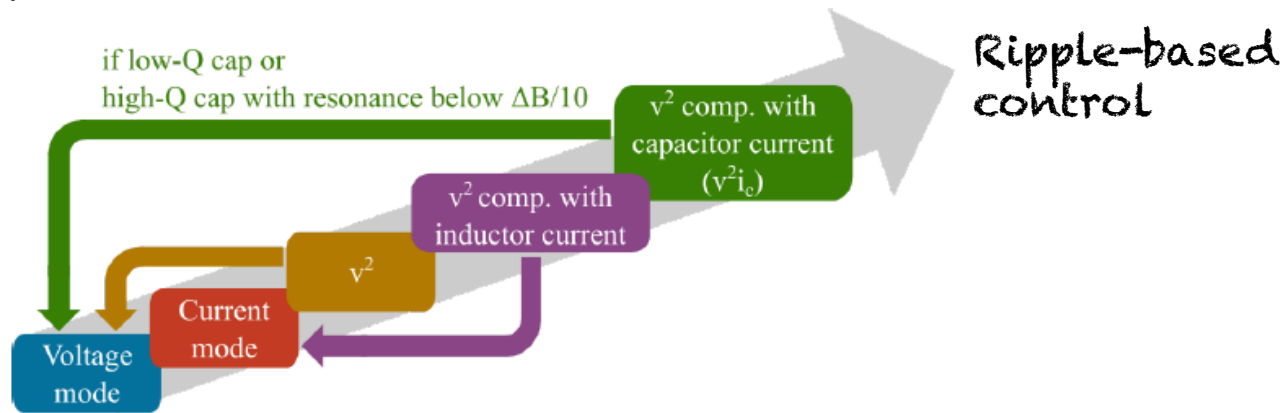 if low-Q cap or
high-Q cap with resonance below ΔB/10
Ripple-based
control
v² comp. with
capacitor current
(v²i_c)
v² comp. with
inductor current
v²
Current
mode
Voltage
mode